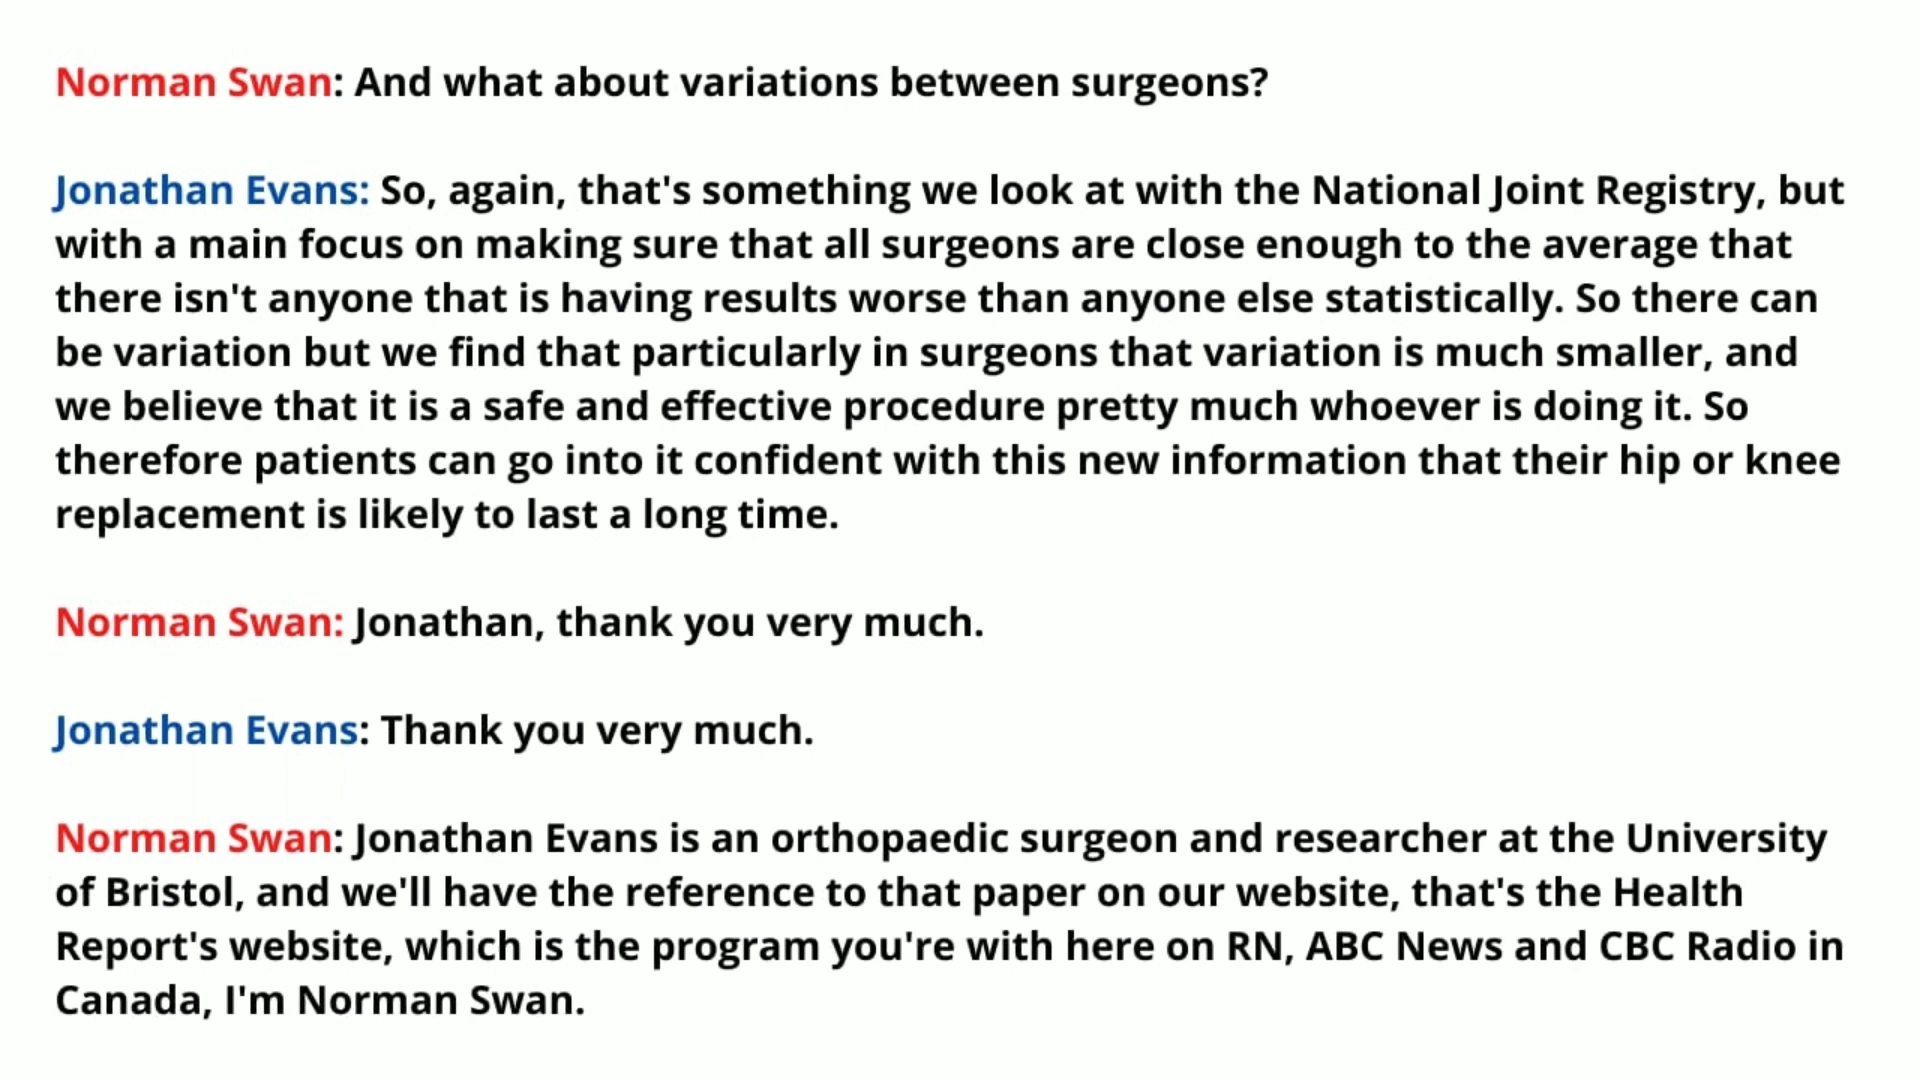 Norman Swan: And what about variations between surgeons?
Jonathan Evans: So, again, that's something we look at with the National Joint Registry, but
with a main focus on making sure that all surgeons are close enough to the average that
there isn't anyone that is having results worse than anyone else statistically. So there can
be variation but we find that particularly in surgeons that variation is much smaller, and
we believe that it is a safe and effective procedure pretty much whoever is doing it. So
therefore patients can go into it confident with this new information that their hip or knee
replacement is likely to last a long time.
Norman Swan: Jonathan, thank you very much.
Jonathan Evans: Thank you very much.
Norman Swan: Jonathan Evans is an orthopaedic surgeon and researcher at the University
of Bristol, and we'll have the reference to that paper on our website, that's the Health
Report's website, which is the program you're with here on RN, ABC News and CBC Radio in
Canada, I'm Norman Swan.